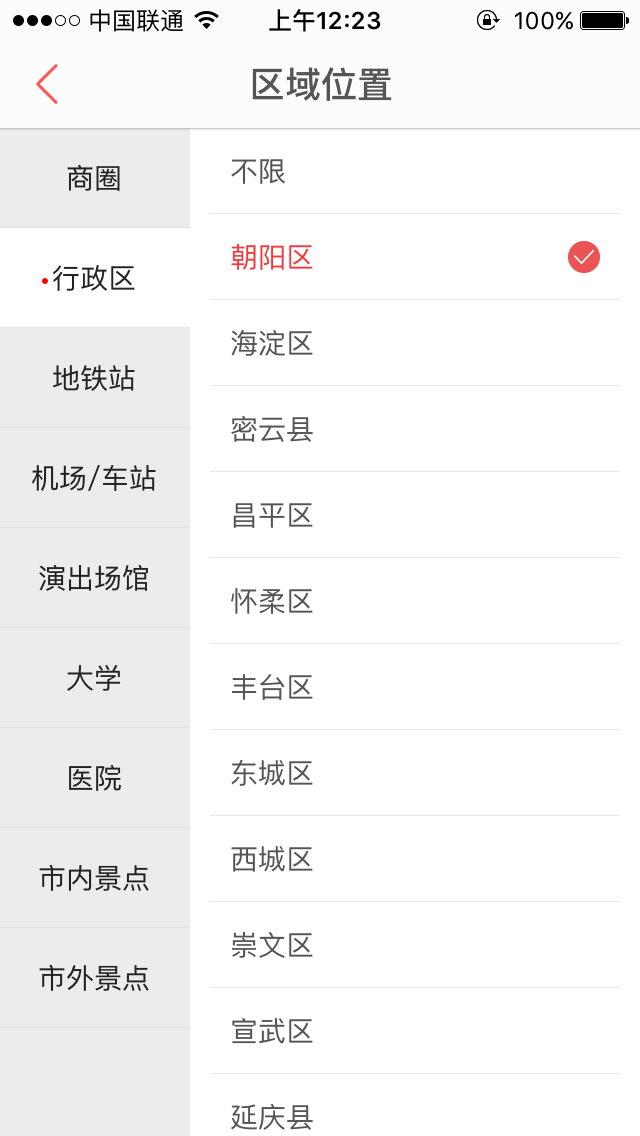 中国联通 上午12:23 100%
区域位置
商圈
行政区
地铁站
机场/车站
演出场馆
大学
医院
市内景点
市外景点
不限
朝阳区
海淀区
密云县
昌平区
怀柔区
丰台区
东城区
西城区
崇文区
宣武区
延庆县